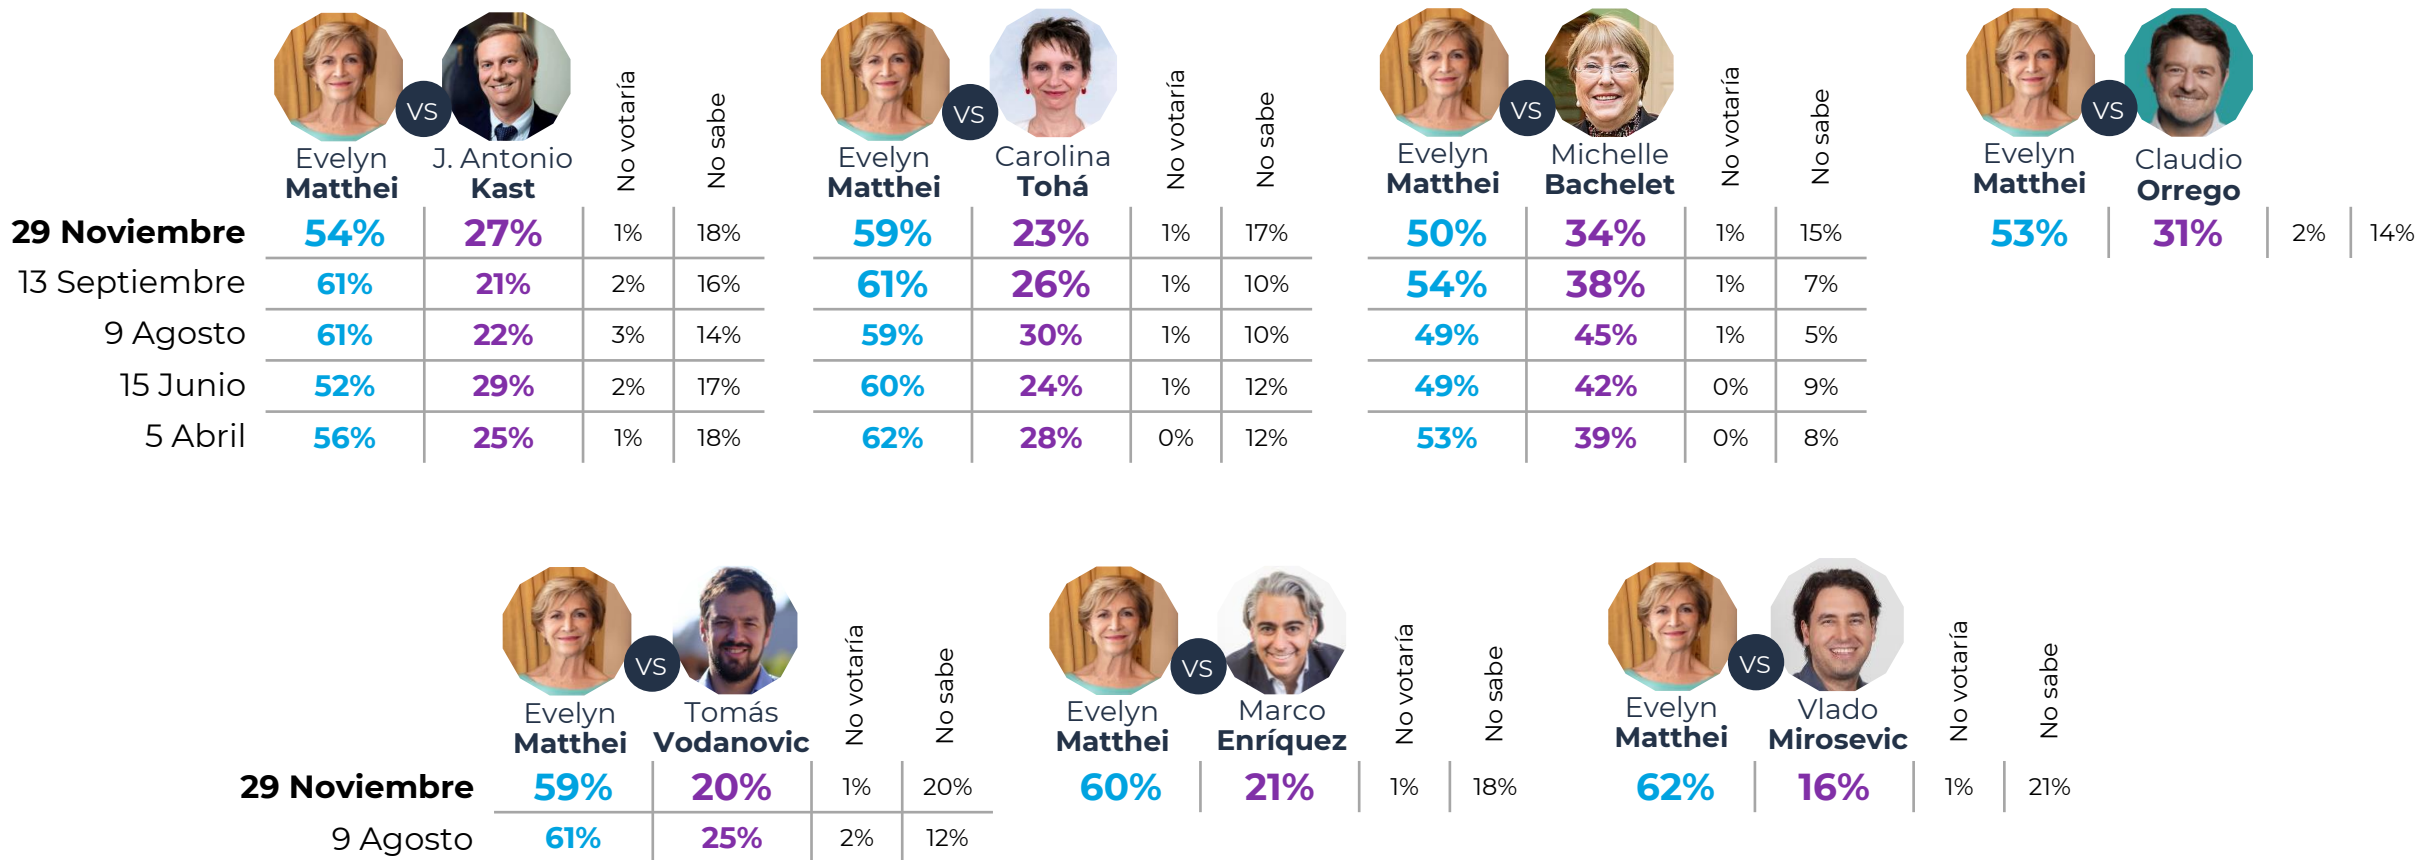 VS
VS
VS
VS
No votaría
No sabe
No votaría
No sabe
No votaría
No sabe
Evelyn
Matthei
J. Antonio
Kast
Evelyn
Matthei
Carolina
Tohá
Evelyn
Matthei
Michelle
Bachelet
Evelyn
Matthei
Claudio
Orrego
29 Noviembre 54% 27% 1% 18% 59% 23% 1% 17% 50% 34% 1% 15% 53% 31% 2% 14%
13 Septiembre 61% 21% 2% 16% 61% 26% 1% 10% 54% 38% 1% 7%
9 Agosto 61% 22% 3% 14% 59% 30% 1% 10% 49% 45% 1% 5%
15 Junio 52% 29% 2% 17% 60% 24% 1% 12% 49% 42% 0% 9%
5 Abril 56% 25% 1% 18% 62% 28% 0% 12% 53% 39% 0% 8%
VS
VS
VS
No votaría
No sabe
No votaría
No sabe
No votaría
No sabe
Evelyn
Matthei
Tomás
Vodanovic
Evelyn
Matthei
Marco
Enríquez
Evelyn
Matthei
Vlado
Mirosevic
29 Noviembre 59% 20% 1% 20% 60% 21% 1% 18% 62% 16% 1% 21%
9 Agosto 61% 25% 2% 12%